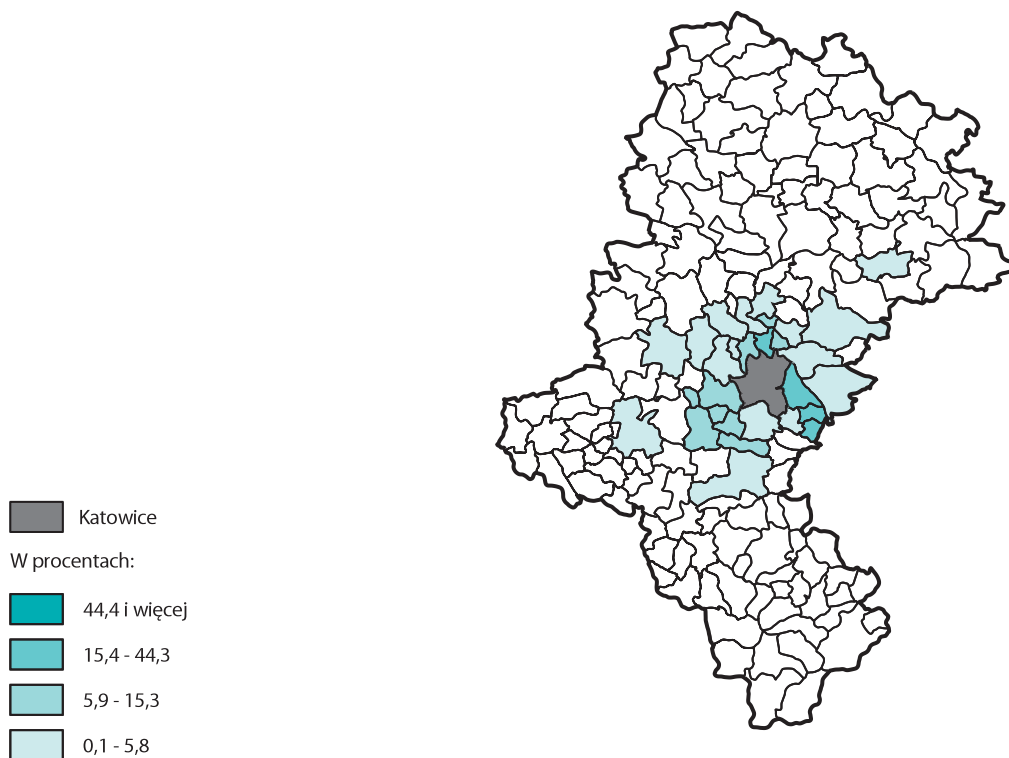 Katowice
W procentach:
44,4 i więcej
15,4 - 44,3
5,9 - 15,3
0,1 - 5,8